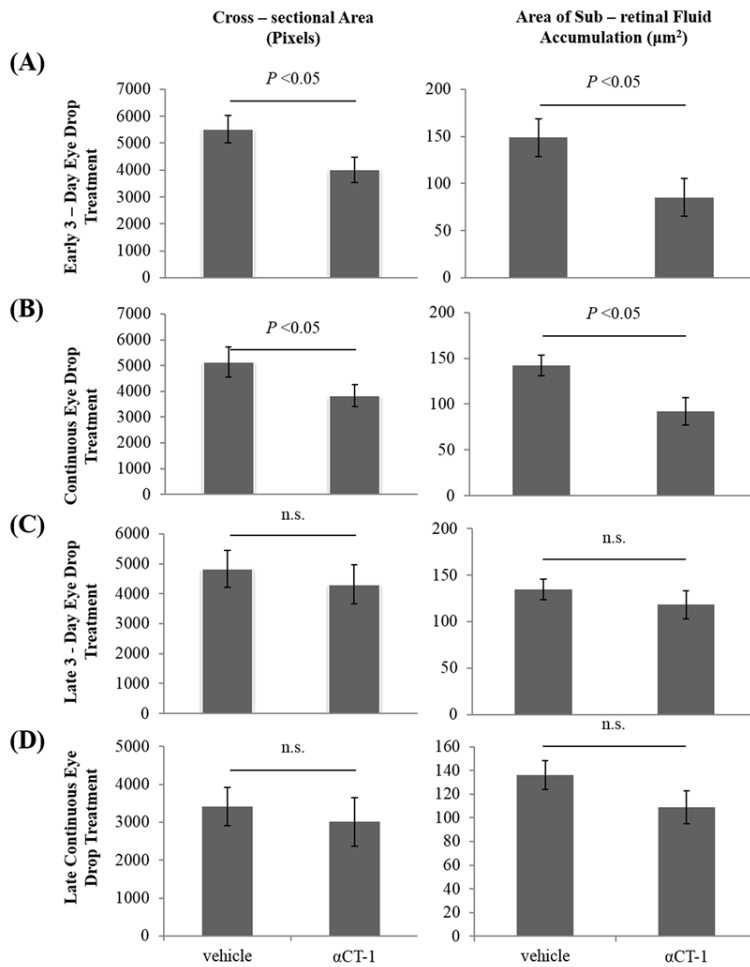 Cross – sectional Area
(Pixels)
Area of Sub – retinal Fluid
Accumulation (µm²)
(A)
Early 3 – Day Eye Drop
Treatment
P <0.05
7000
6000
5000
4000
3000
2000
1000
0
P <0.05
200
150
100
50
0
(B)
Continuous Eye Drop
Treatment
P <0.05
7000
6000
5000
4000
3000
2000
1000
0
P <0.05
200
150
100
50
0
(C)
Late 3 - Day Eye Drop
Treatment
n.s.
6000
5000
4000
3000
2000
1000
0
n.s.
200
150
100
50
0
(D)
Late Continuous Eye
Drop Treatment
n.s.
5000
4000
3000
2000
1000
0
vehicle
αCT-1
n.s.
160
140
120
100
80
60
40
20
0
vehicle
αCT-1